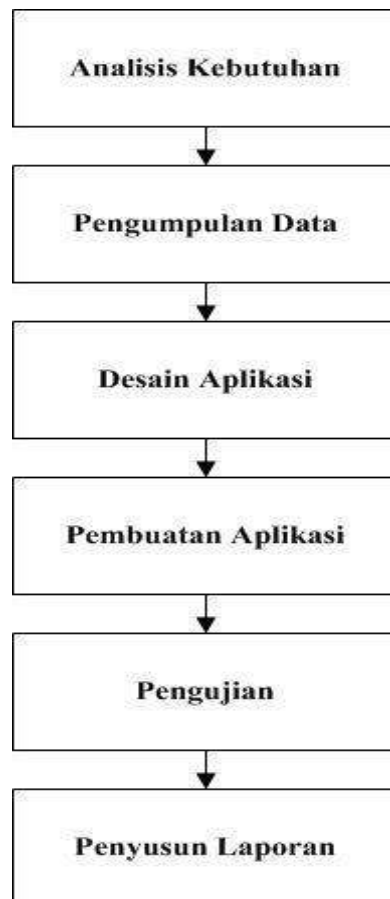 Analisis Kebutuhan
Pengumpulan Data
Desain Aplikasi
Pembuatan Aplikasi
Pengujian
Penyusun Laporan